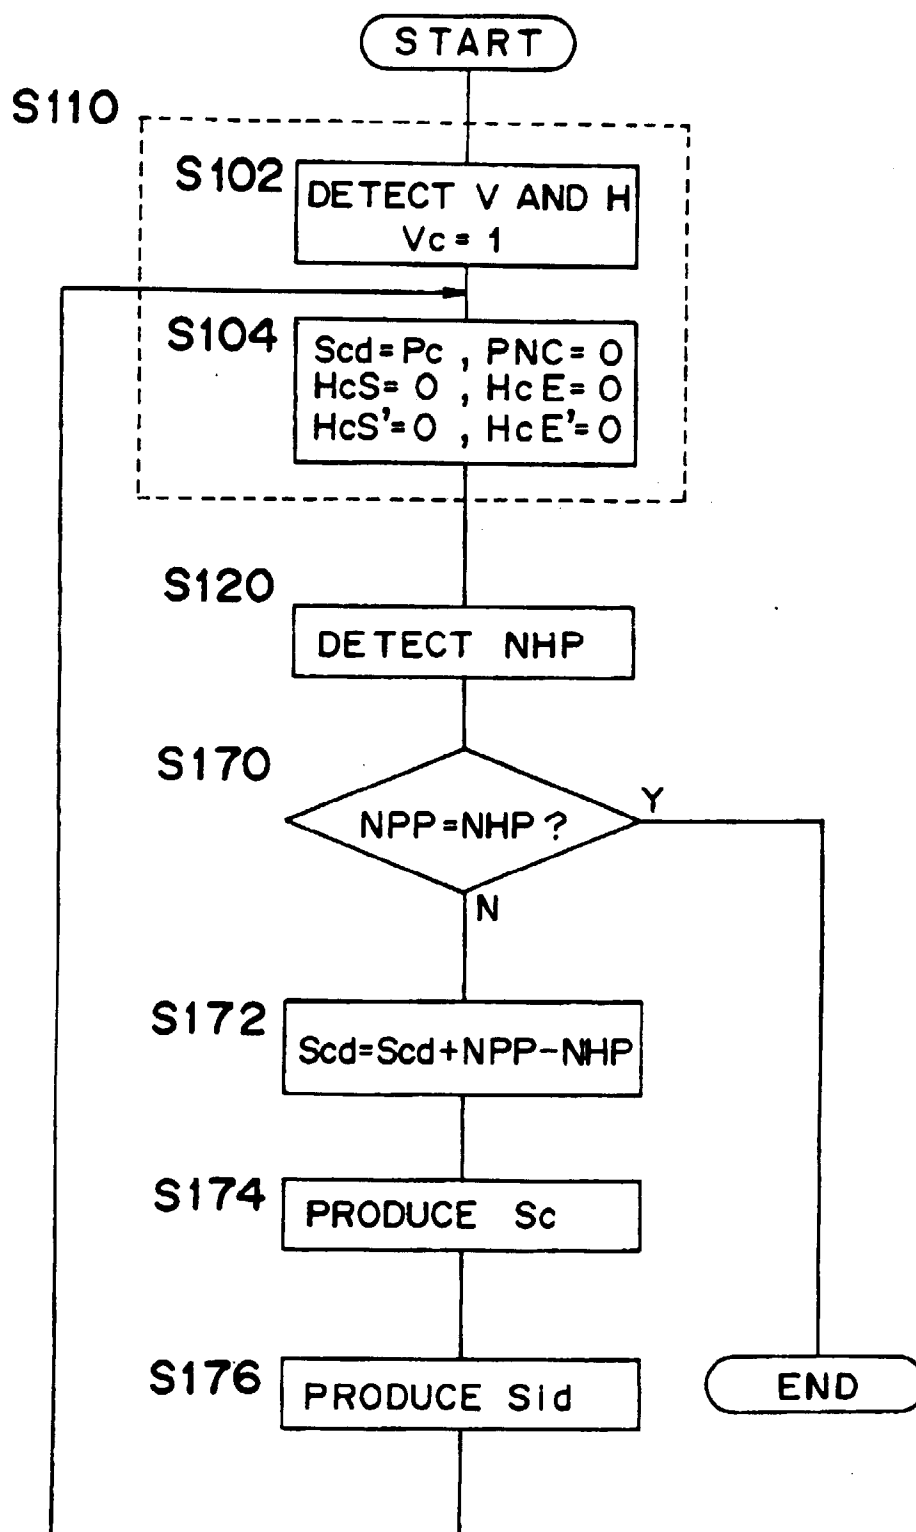 START
S110
S102
DETECT V AND H
Vc = 1
S104
Scd=Pc , PNC= 0
HcS= 0 , HcE= 0
HcS'=0 , HcE'= 0
S120
DETECT NHP
S170
NPP=NHP?
Y
N
S172
Scd=Scd+NPP-NHP
S174
PRODUCE Sc
S176
PRODUCE Sid
END